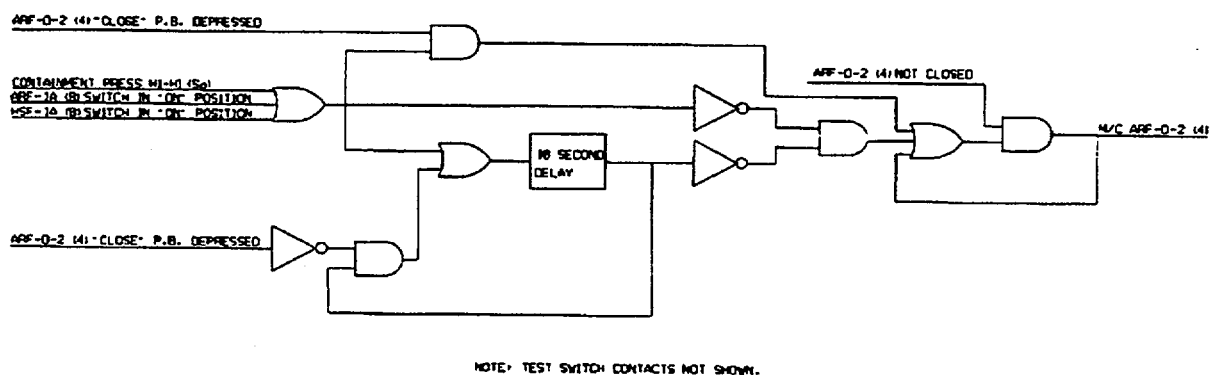 ARF-D-2 (4) "CLOSE" P.B. DEPRESSED
CONTAINMENT PRESS HI-HI (Sp)
ARF-1A (B) SWITCH IN "ON" POSITION
WSF-1A (B) SWITCH IN "ON" POSITION
ARF-D-2 (4) NOT CLOSED
M/C ARF-D-2 (4)
10 SECOND
DELAY
ARF-D-2 (4) "CLOSE" P.B. DEPRESSED
NOTE: TEST SWITCH CONTACTS NOT SHOWN.